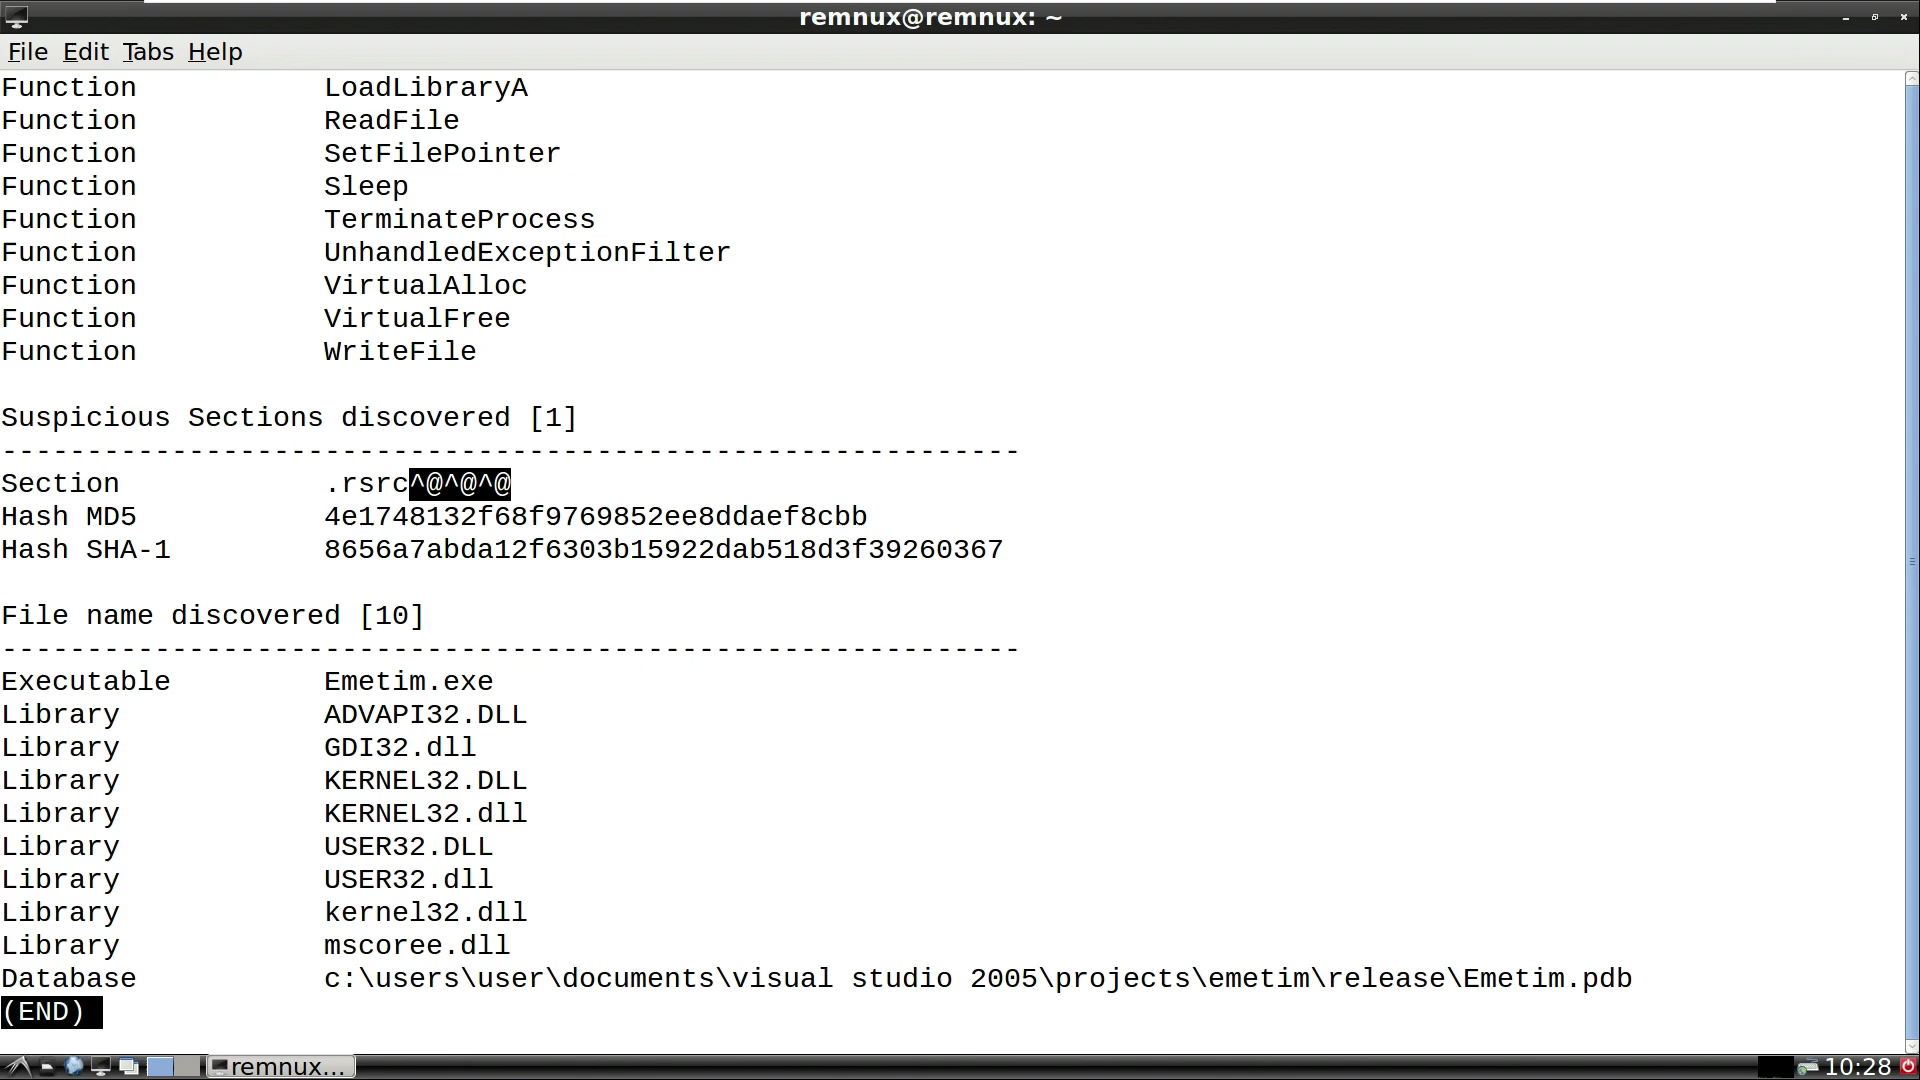 remnux@remnux: ~
File Edit Tabs Help
Function LoadLibraryA
Function ReadFile
Function SetFilePointer
Function Sleep
Function TerminateProcess
Function UnhandledExceptionFilter
Function VirtualAlloc
Function VirtualFree
Function WriteFile
Suspicious Sections discovered [1]
------------------------------------------------------------
Section .rsrc^@^@^@
Hash MD5 4e1748132f68f9769852ee8ddaef8cbb
Hash SHA-1 8656a7abda12f6303b15922dab518d3f39260367
File name discovered [10]
------------------------------------------------------------
Executable Emetim.exe
Library ADVAPI32.DLL
Library GDI32.dll
Library KERNEL32.DLL
Library KERNEL32.dll
Library USER32.DLL
Library USER32.dll
Library kernel32.dll
Library mscoree.dll
Database c:\users\user\documents\visual studio 2005\projects\emetim\release\Emetim.pdb
(END)
remnux... 10:28